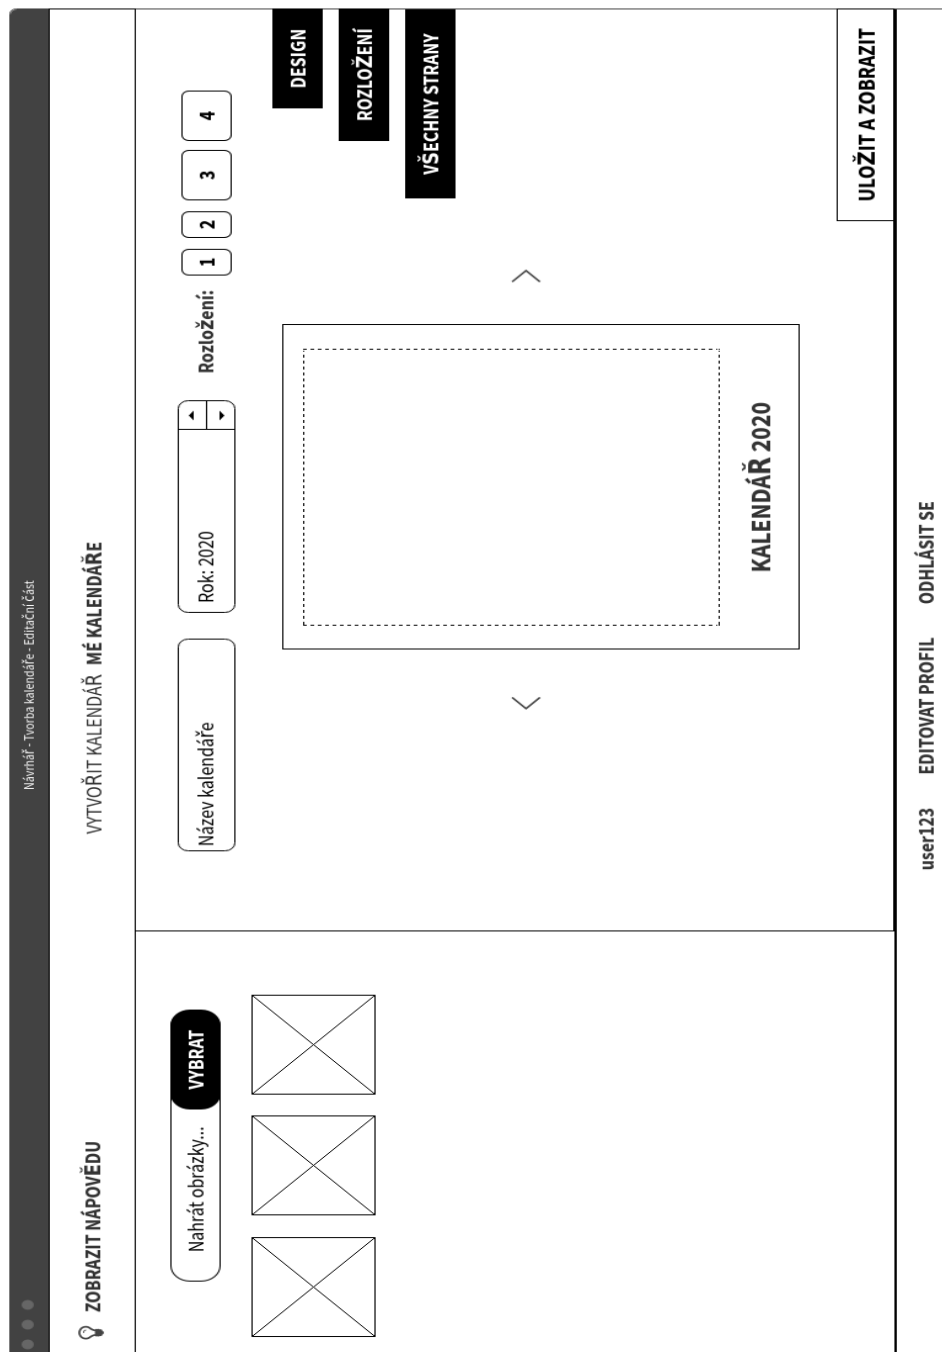 Návrhář - Tvorba kalendáře - Editační část
ZOBRAZIT NÁPOVĚDU
VYTVOŘIT KALENDÁŘ MÉ KALENDÁŘE
Nahrát obrázky... VYBRAT
Název kalendáře
Rok: 2020
Rozložení: 1 2 3 4
DESIGN
ROZLOŽENÍ
VŠECHNY STRANY
KALENDÁŘ 2020
ULOŽIT A ZOBRAZIT
user123 EDITOVAT PROFIL ODHLÁSIT SE